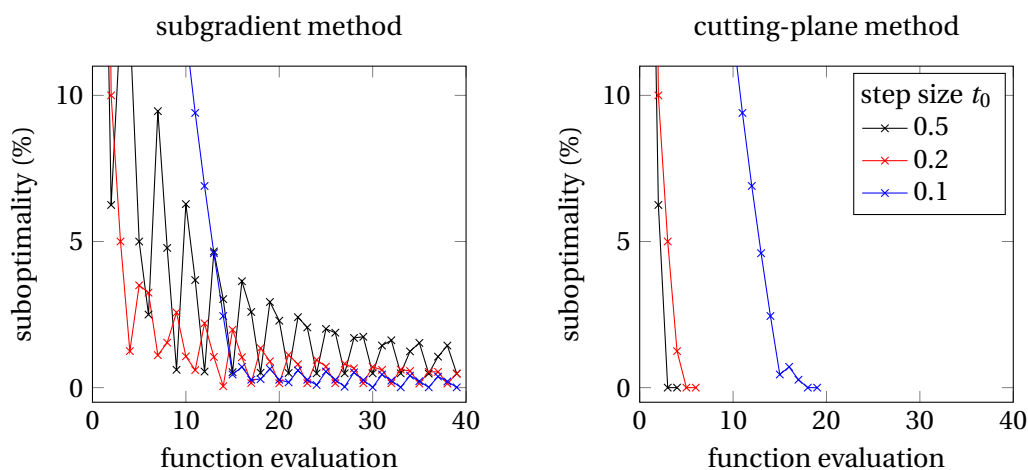 subgradient method
suboptimality (%)
10
5
0
0 10 20 30 40
function evaluation
cutting-plane method
suboptimality (%)
10
5
0
0 10 20 30 40
function evaluation
step size t₀
0.5
0.2
0.1